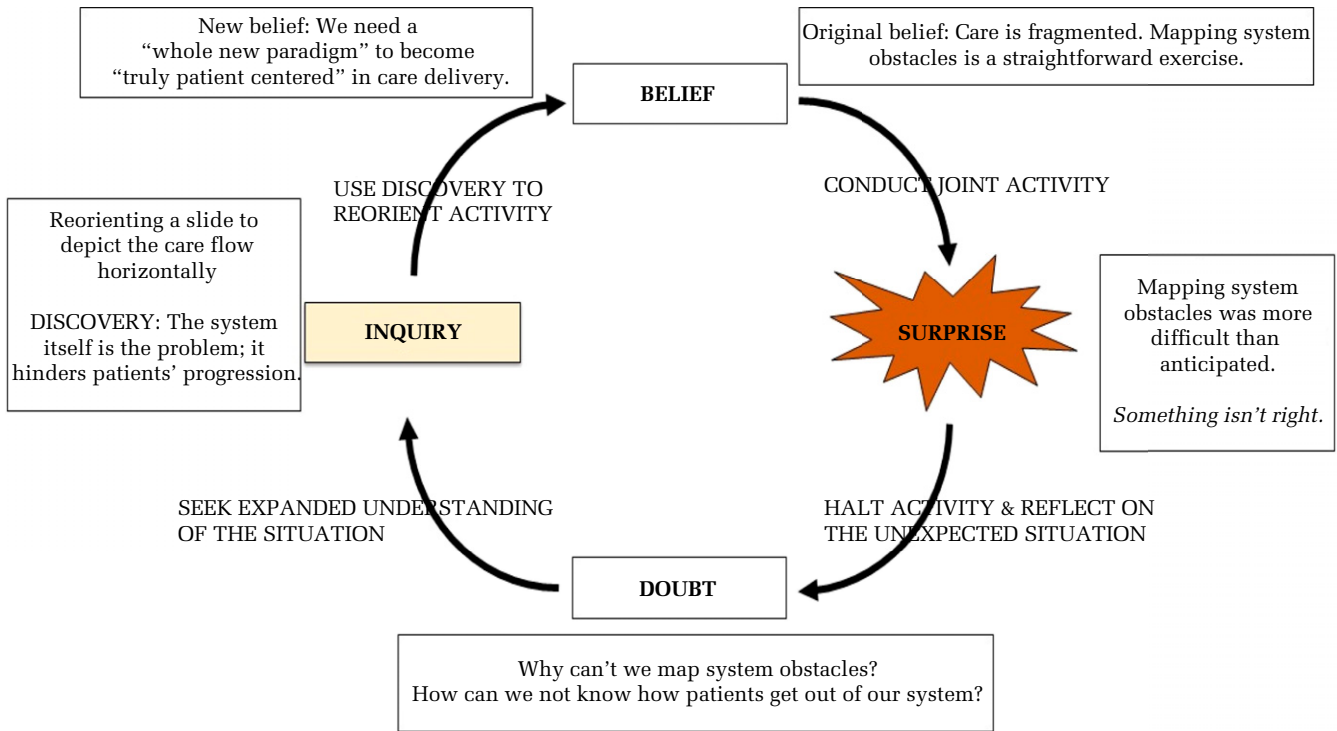 New belief: We need a
“whole new paradigm” to become
“truly patient centered” in care delivery.
Original belief: Care is fragmented. Mapping system
obstacles is a straightforward exercise.
BELIEF
USE DISCOVERY TO
REORIENT ACTIVITY
CONDUCT JOINT ACTIVITY
Reorienting a slide to
depict the care flow
horizontally
DISCOVERY: The system
itself is the problem; it
hinders patients’ progression.
INQUIRY
SURPRISE
Mapping system
obstacles was more
difficult than
anticipated.
Something isn’t right.
SEEK EXPANDED UNDERSTANDING
OF THE SITUATION
HALT ACTIVITY & REFLECT ON
THE UNEXPECTED SITUATION
DOUBT
Why can’t we map system obstacles?
How can we not know how patients get out of our system?